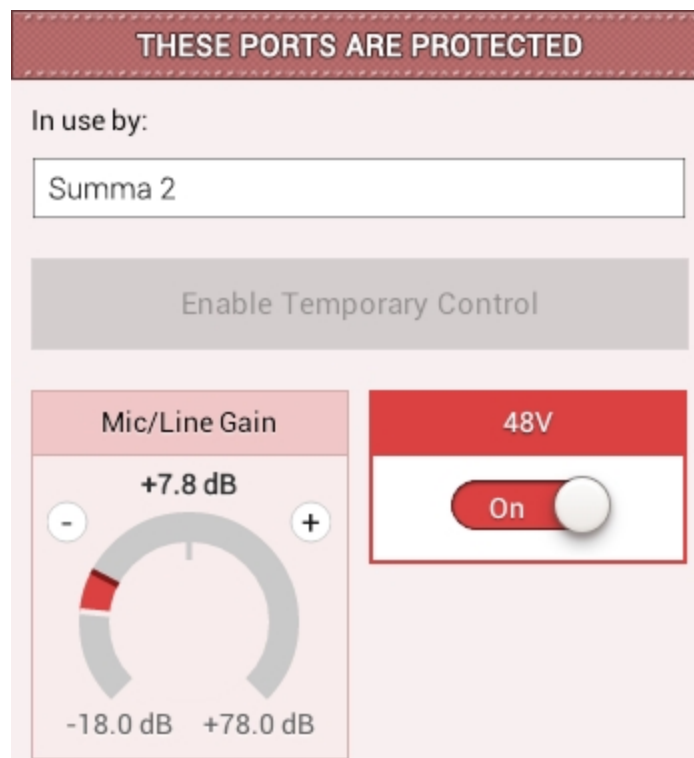 THESE PORTS ARE PROTECTED
In use by:
Summa 2
Enable Temporary Control
Mic/Line Gain
48V
+7.8 dB
-
+
On
-18.0 dB
+78.0 dB